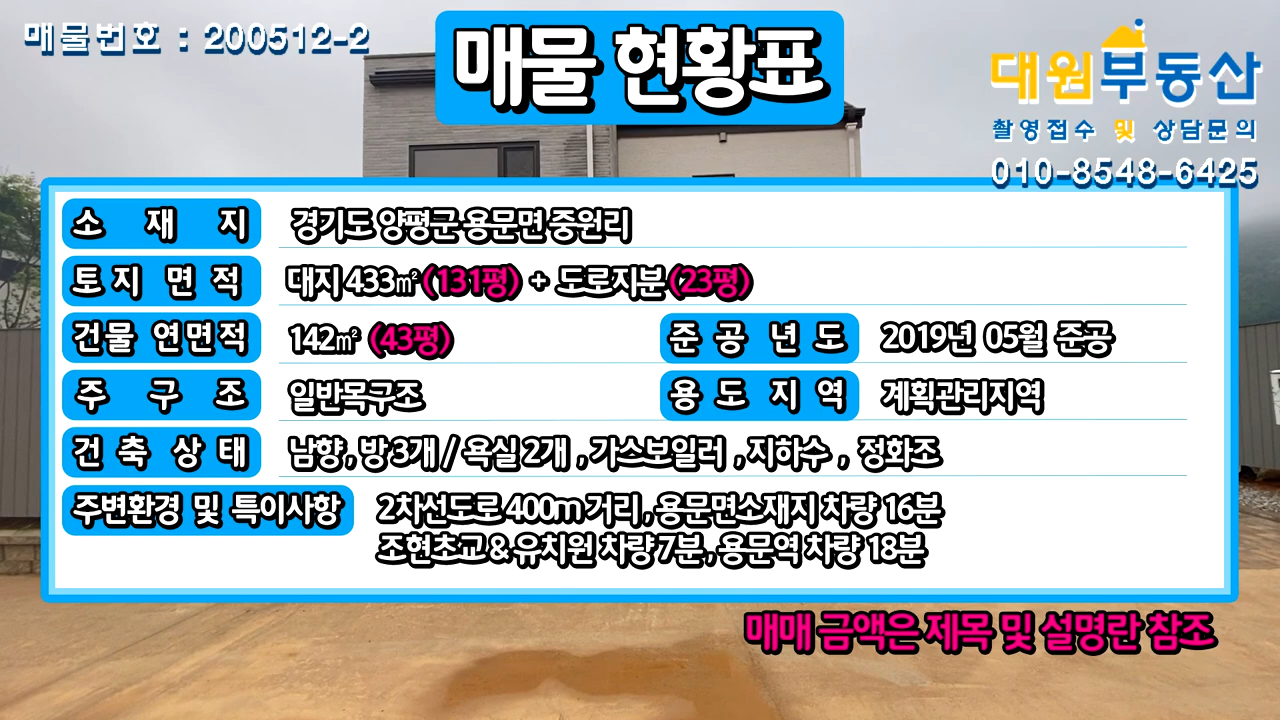 매물번호 : 200512-2
매물 현황표
대원부동산
촬영접수 및 상담문의
010-8548-6425
소 재 지 경기도 양평군 용문면 중원리
토지 면적 대지 433㎡(131평) + 도로지분(23평)
건물 연면적 142㎡ (43평) 준 공 년 도 2019년 05월 준공
주 구 조 일반목구조 용 도 지 역 계획관리지역
건 축 상 태 남향, 방 3개 / 욕실 2개 , 가스보일러 , 지하수 , 정화조
주변환경 및 특이사항 2차선도로 400m 거리, 용문면소재지 차량 16분
조현초교 & 유치원 차량 7분, 용문역 차량 18분
매매 금액은 제목 및 설명란 참조